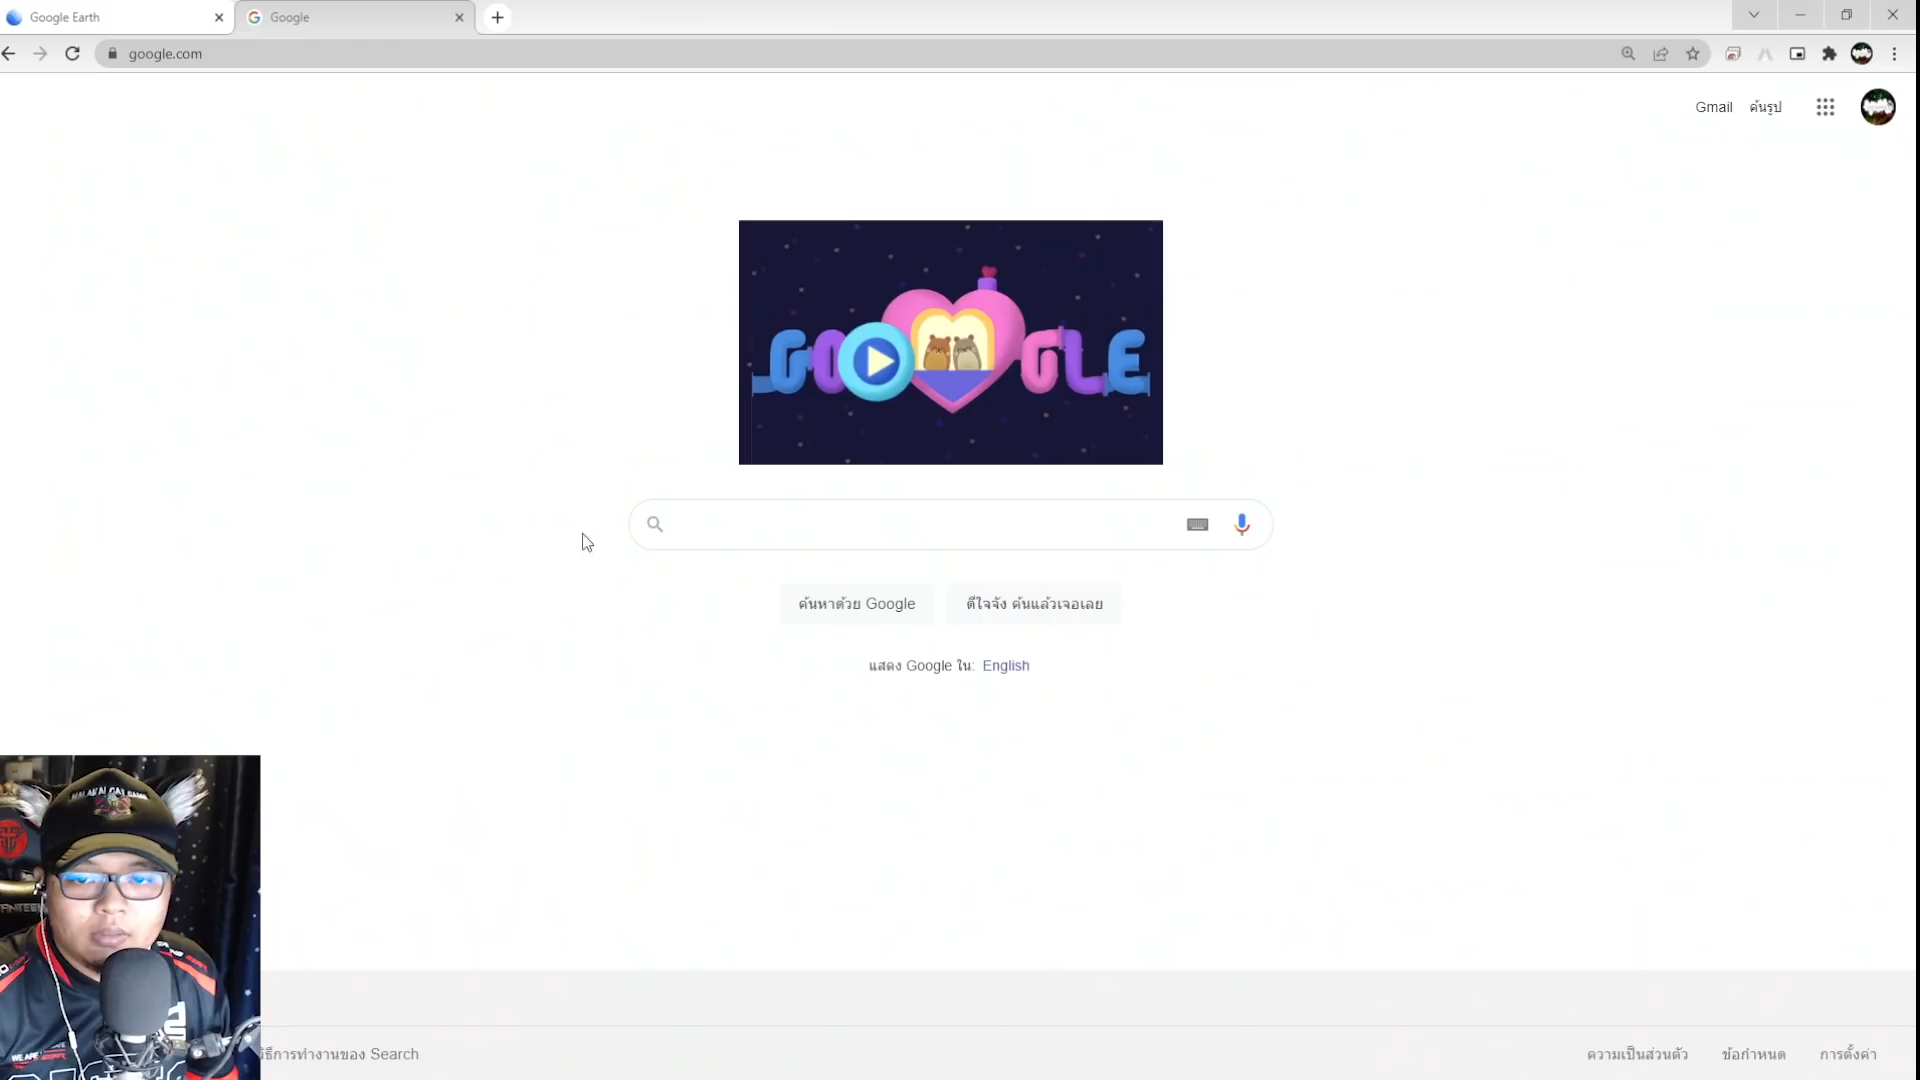 Google Earth
Google
google.com
Gmail ค้นรูป
GOOGLE
ค้นหาด้วย Google
ดีใจจัง ค้นแล้วเจอเลย
แสดง Google ใน: English
WE ARE
วิธีการทำงานของ Search
ความเป็นส่วนตัว ข้อกำหนด การตั้งค่า